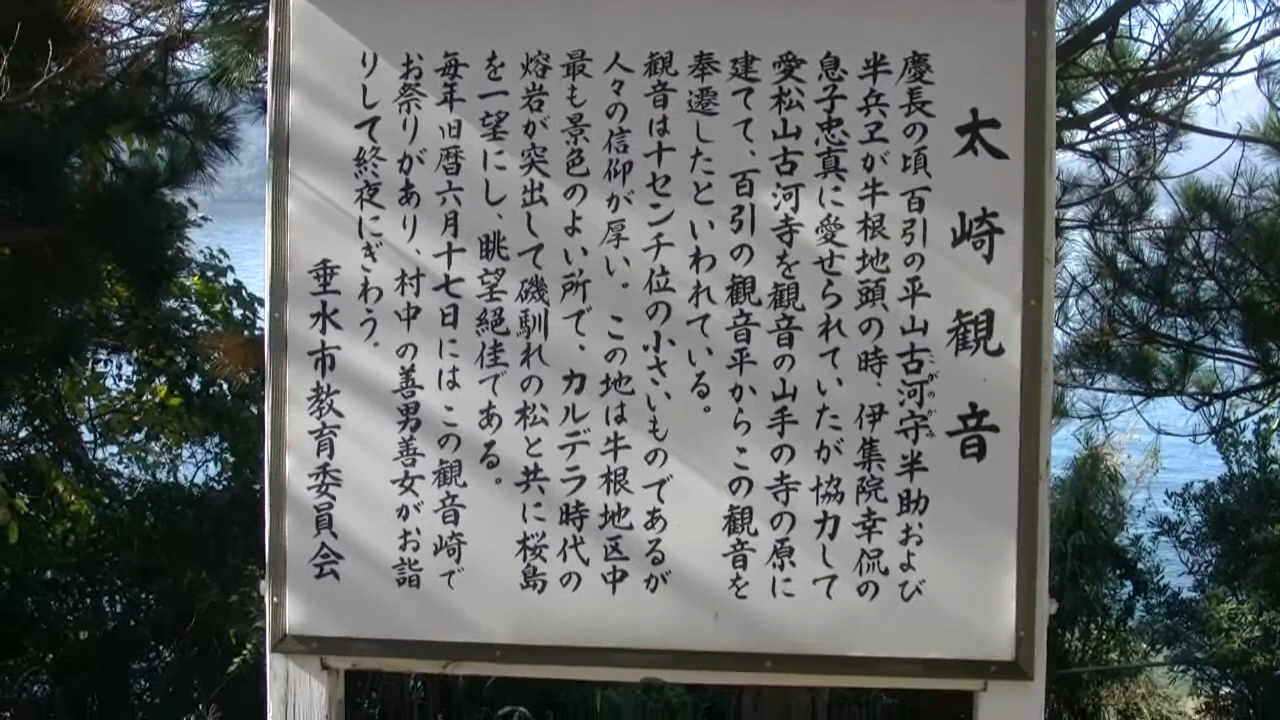 太崎観音
慶長の頃、百引の平山古河守半助および
こがのかみ
半兵ヱが牛根地頭の時、伊集院幸侃の
息子忠真に愛せられていたが協力して
愛松山古河寺を観音の山手の寺の原に
建てて、百引の観音平からこの観音を
奉遷したといわれている。
観音は十センチ位の小さいものであるが
人々の信仰が厚い。この地は牛根地区中
最も景色のよい所で、カルデラ時代の
熔岩が突出して磯馴れの松と共に桜島
を一望にし、眺望絕佳である。
毎年旧暦六月十七日にはこの観音崎で
お祭りがあり、村中の善男善女がお詣
りして終夜にぎわう。
垂水市教育委員会